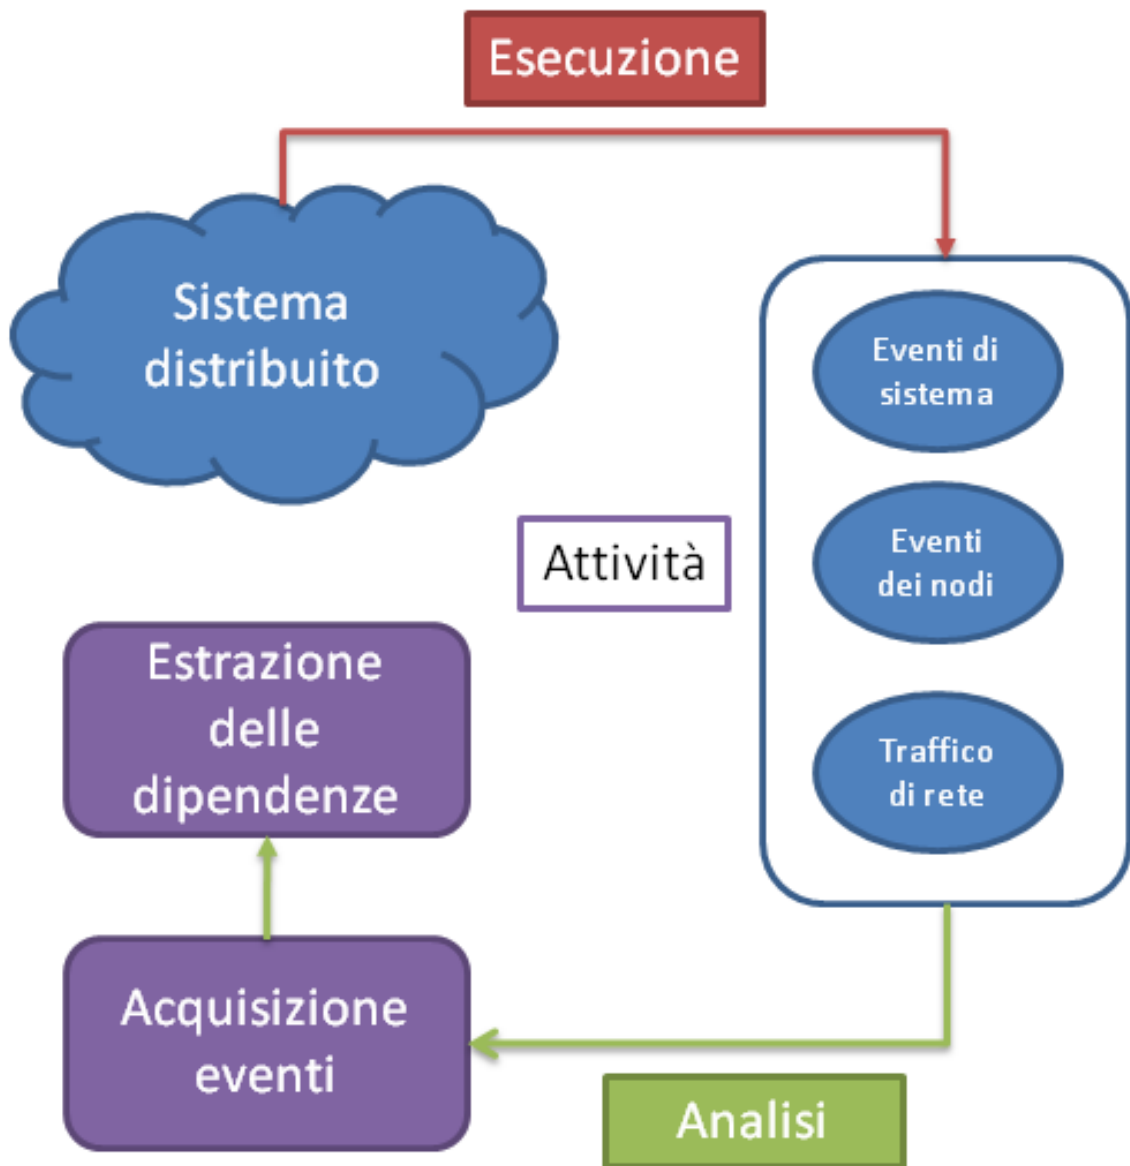 Esecuzione
Sistema
distribuito
Eventi di
sistema
Eventi
dei nodi
Attività
Traffico
di rete
Estrazione
delle
dipendenze
Acquisizione
eventi
Analisi